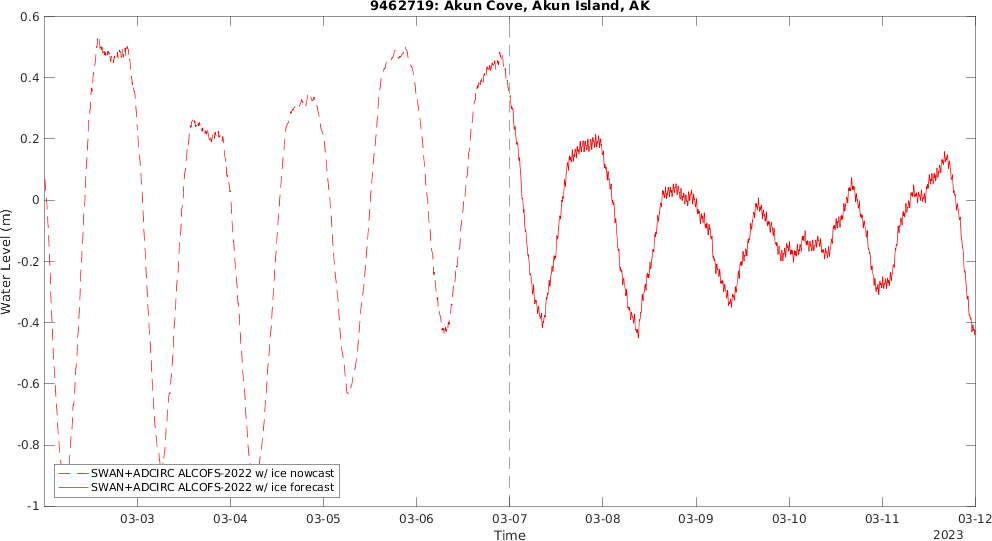 9462719: Akun Cove, Akun Island, AK
0.6
0.4
0.2
0
-0.2
-0.4
-0.6
-0.8
-1
Water Level (m)
SWAN+ADCIRC ALCOFS-2022 w/ ice nowcast
SWAN+ADCIRC ALCOFS-2022 w/ ice forecast
03-03 03-04 03-05 03-06 03-07 03-08 03-09 03-10 03-11 03-12
Time
2023